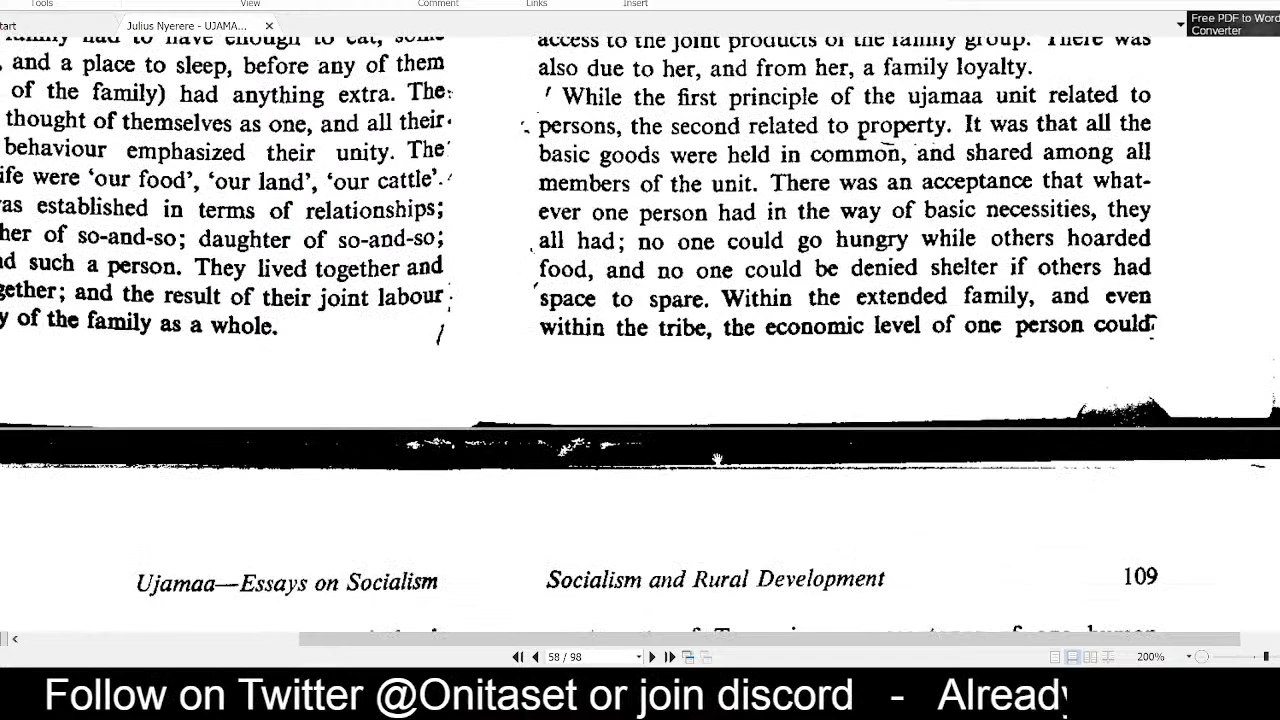 Tools View Comment Links Insert
tart
Julius Nyerere - UJAMA...
Free PDF to Word
Converter
family had to have enough to eat, some
, and a place to sleep, before any of them
of the family) had anything extra. The
thought of themselves as one, and all their
behaviour emphasized their unity. The
ife were ‘our food’, ‘our land’, ‘our cattle’.
as established in terms of relationships;
her of so-and-so; daughter of so-and-so;
nd such a person. They lived together and
gether; and the result of their joint labour
y of the family as a whole.
access to the joint products of the family group. There was
also due to her, and from her, a family loyalty.
While the first principle of the ujamaa unit related to
persons, the second related to property. It was that all the
basic goods were held in common, and shared among all
members of the unit. There was an acceptance that what-
ever one person had in the way of basic necessities, they
all had; no one could go hungry while others hoarded
food, and no one could be denied shelter if others had
space to spare. Within the extended family, and even
within the tribe, the economic level of one person could
Ujamaa—Essays on Socialism
Socialism and Rural Development 109
58 / 98
200%
Follow on Twitter @Onitaset or join discord - Already